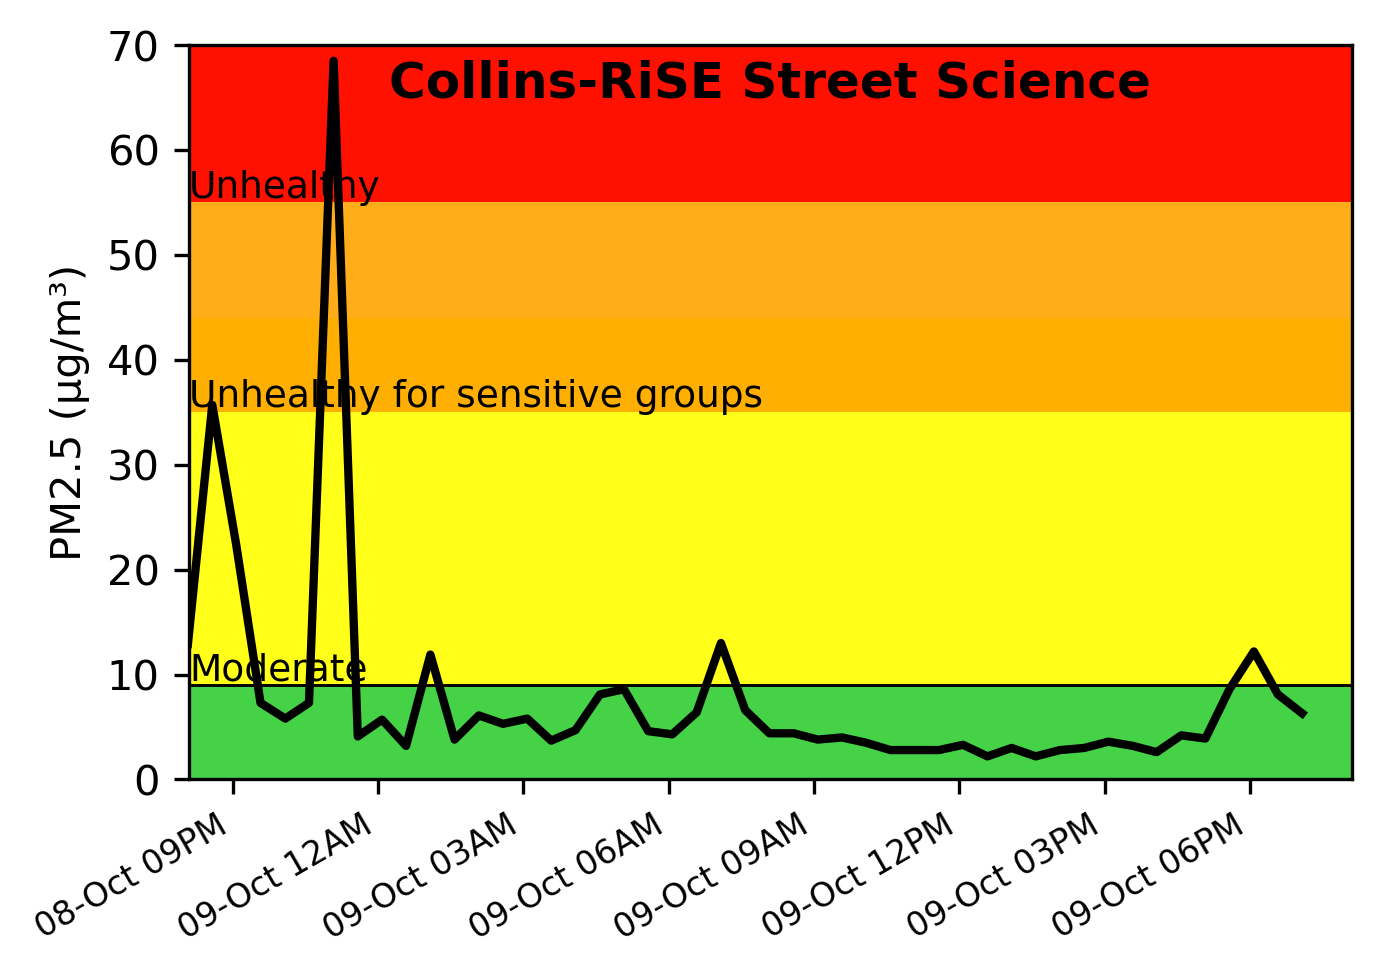 Collins-RiSE Street Science
70
60
Unhealthy
50
40
Unhealthy for sensitive groups
30
20
Moderate
10
0
PM2.5 (µg/m³)
08-Oct 09PM
09-Oct 12AM
09-Oct 03AM
09-Oct 06AM
09-Oct 09AM
09-Oct 12PM
09-Oct 03PM
09-Oct 06PM